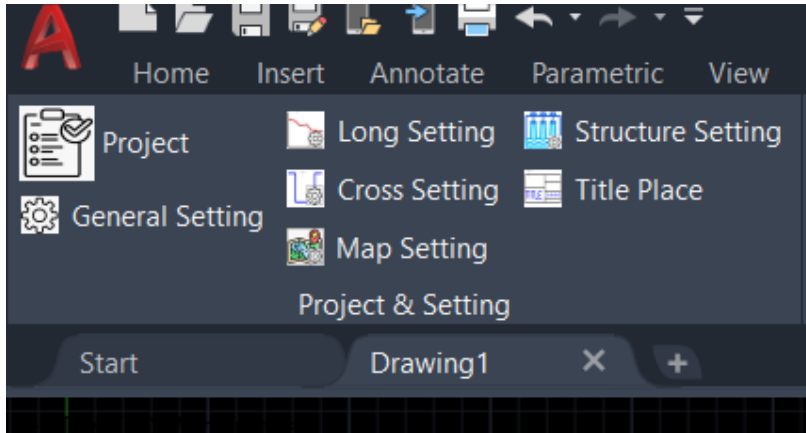 Home Insert Annotate Parametric View
Project
General Setting
Long Setting
Cross Setting
Map Setting
Structure Setting
Title Place
Project & Setting
Start Drawing1